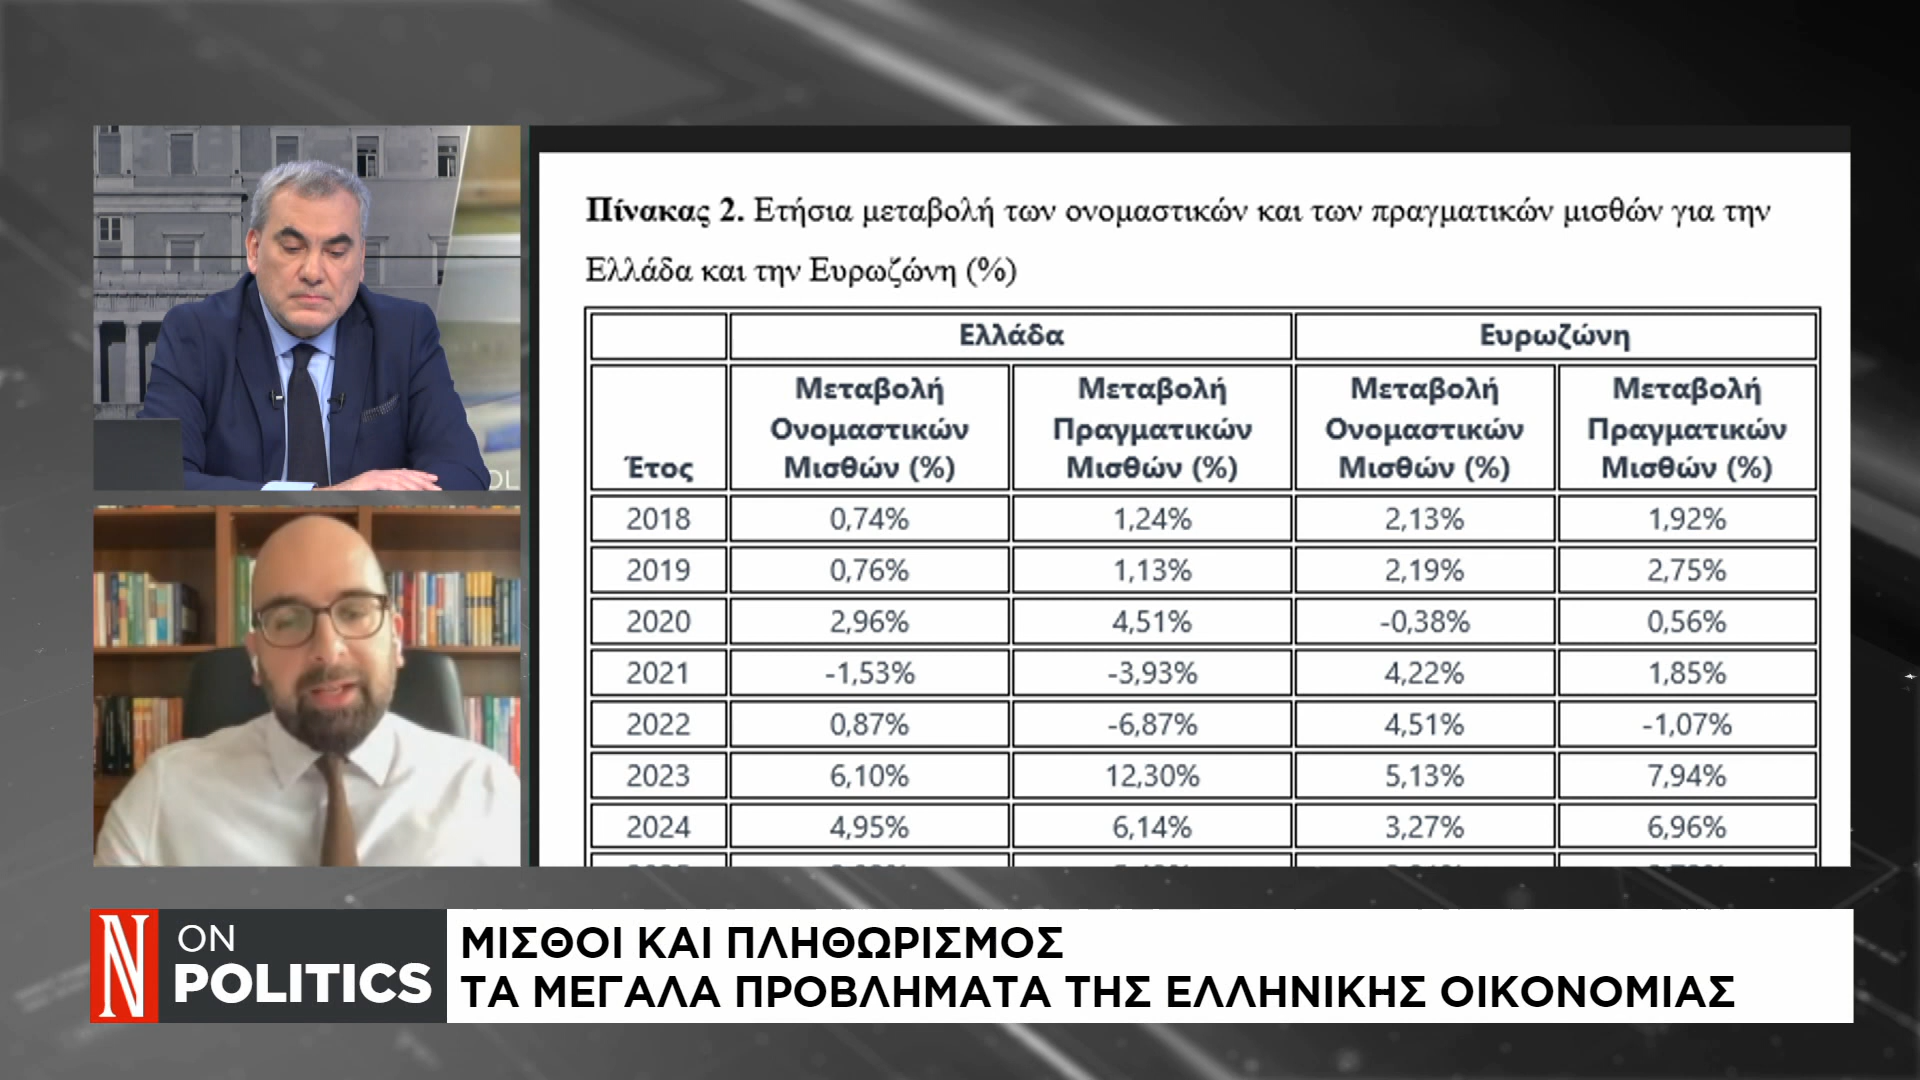 Πίνακας 2. Ετήσια μεταβολή των ονομαστικών και των πραγματικών μισθών για την
Ελλάδα και την Ευρωζώνη (%)
Ελλάδα Ευρωζώνη
Έτος Μεταβολή Ονομαστικών Μισθών (%) Μεταβολή Πραγματικών Μισθών (%) Μεταβολή Ονομαστικών Μισθών (%) Μεταβολή Πραγματικών Μισθών (%)
2018 0,74% 1,24% 2,13% 1,92%
2019 0,76% 1,13% 2,19% 2,75%
2020 2,96% 4,51% -0,38% 0,56%
2021 -1,53% -3,93% 4,22% 1,85%
2022 0,87% -6,87% 4,51% -1,07%
2023 6,10% 12,30% 5,13% 7,94%
2024 4,95% 6,14% 3,27% 6,96%
N ON POLITICS
ΜΙΣΘΟΙ ΚΑΙ ΠΛΗΘΩΡΙΣΜΟΣ
ΤΑ ΜΕΓΑΛΑ ΠΡΟΒΛΗΜΑΤΑ ΤΗΣ ΕΛΛΗΝΙΚΗΣ ΟΙΚΟΝΟΜΙΑΣ